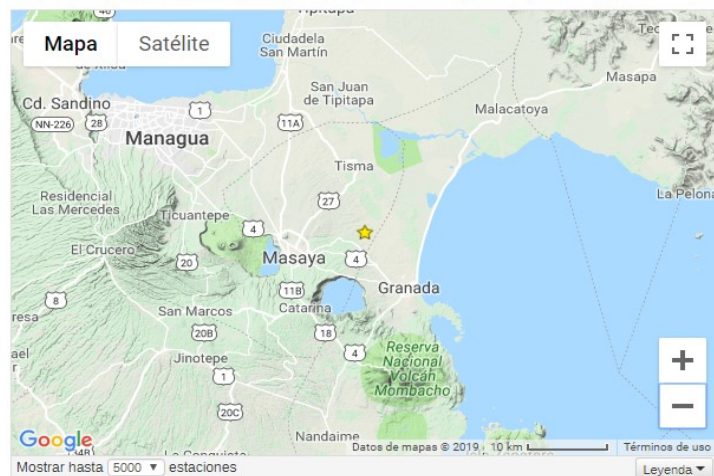 Tipitapa
Mapa
Satélite
Ciudadela
San Martín
Masapa
San Juan
de Tipitapa
Cd. Sandino
NN-226
28
1
11A
Malacatoya
Managua
Tisma
Residencial
Las Mercedes
27
La Pelona
Ticuantepe
4
El Crucero
20
Masaya
4
8
11B
Granada
San Marcos
Catarina
20B
18
Jinotepe
4
Reserva
Nacional
Volcán
Mombacho
1
20C
Nandaime
Google
Datos de mapas © 2019
10 km
Términos de uso
Mostrar hasta 5000 estaciones
Leyenda